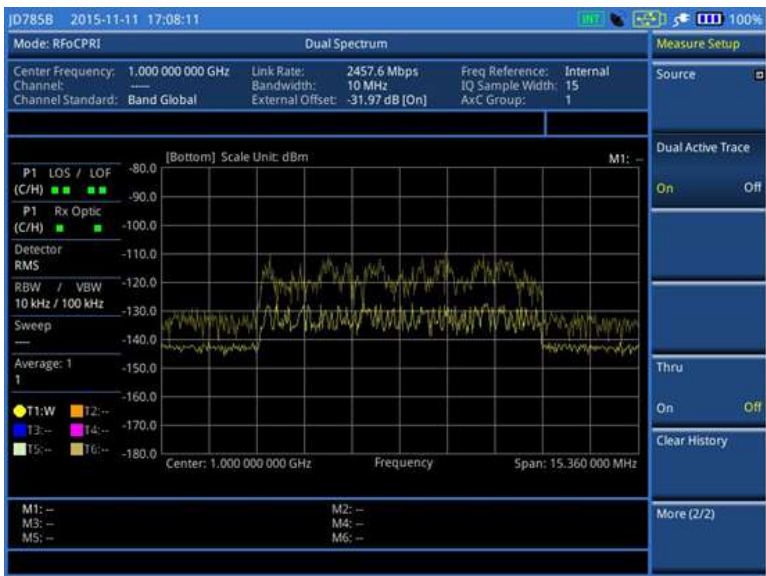 JD785B 2015-11-11 17:08:11 INT 100%
Mode: RFoCPRI Dual Spectrum Measure Setup
Center Frequency: 1.000 000 000 GHz Link Rate: 2457.6 Mbps Freq Reference: Internal
Channel: ---- Bandwidth: 10 MHz IQ Sample Width: 15
Channel Standard: Band Global External Offset: -31.97 dB [On] AxC Group: 1
Source
[Bottom] Scale Unit: dBm M1: --
Dual Active Trace
On Off
P1 LOS / LOF
(C/H)
P1 Rx Optic
(C/H)
Detector
RMS
RBW / VBW
10 kHz / 100 kHz
Sweep
----
Average: 1
1
T1:W T2:--
T3:-- T4:--
T5:-- T6:--
-80.0
-90.0
-100.0
-110.0
-120.0
-130.0
-140.0
-150.0
-160.0
-170.0
-180.0
Center: 1.000 000 000 GHz Frequency Span: 15.360 000 MHz
Thru
On Off
Clear History
More (2/2)
M1: -- M2: --
M3: -- M4: --
M5: -- M6: --